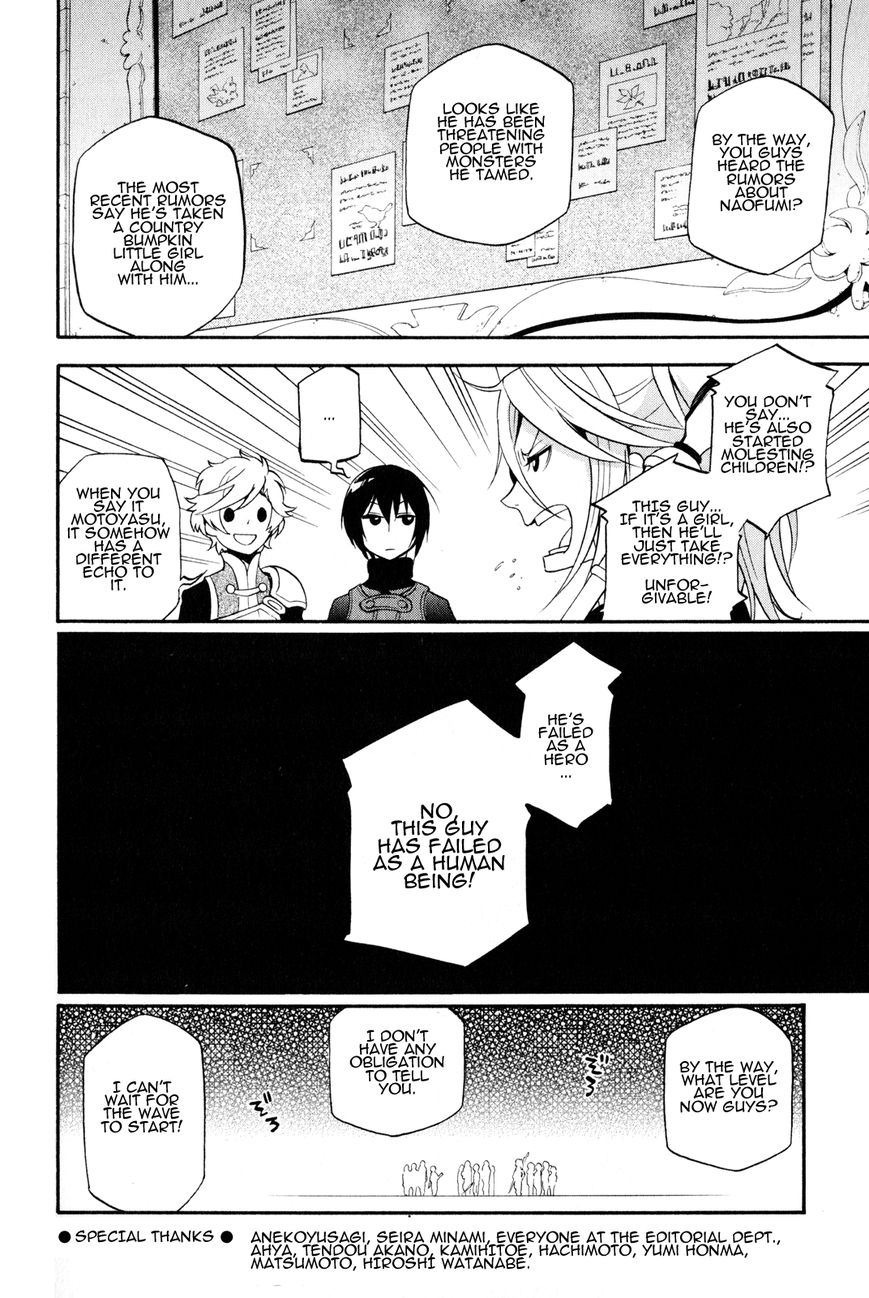 BY THE WAY,
YOU GUYS
HEARD THE
RUMORS
ABOUT
NAOFUMI?
LOOKS LIKE
HE HAS BEEN
THREATENING
PEOPLE WITH
MONSTERS
HE TAMED.
THE MOST
RECENT RUMORS
SAY HE'S TAKEN
A COUNTRY
BUMPKIN
LITTLE GIRL
ALONG
WITH HIM...
YOU DON'T
SAY...
HE'S ALSO
STARTED
MOLESTING
CHILDREN!?
THIS GUY...
IF IT'S A GIRL,
THEN HE'LL
JUST TAKE
EVERYTHING!?
UNFOR-
GIVABLE!
...
WHEN YOU
SAY IT
MOTOYASU,
IT SOMEHOW
HAS A
DIFFERENT
ECHO TO
IT.
HE'S
FAILED
AS A
HERO
...
NO,
THIS GUY
HAS FAILED
AS A HUMAN
BEING!
BY THE WAY,
WHAT LEVEL
ARE YOU
NOW GUYS?
I DON'T
HAVE ANY
OBLIGATION
TO TELL
YOU.
I CAN'T
WAIT FOR
THE WAVE
TO START!
ぞろ
ぞろ
● SPECIAL THANKS ● ANEKOYUSAGI, SEIRA MINAMI, EVERYONE AT THE EDITORIAL DEPT.,
AHYA, TENDOU AKANO, KAMIHITOE, HACHIMOTO, YUMI HONMA,
MATSUMOTO, HIROSHI WATANABE.